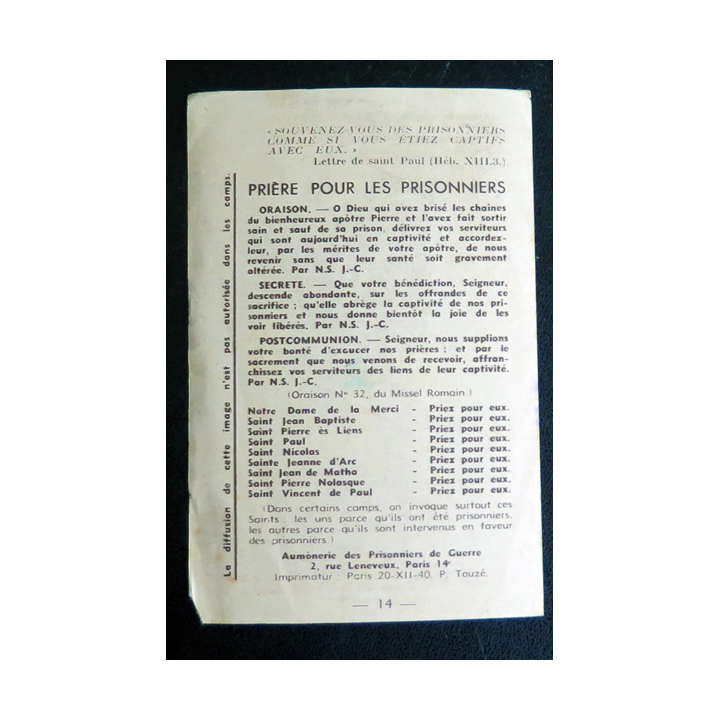 « SOUVENEZ-VOUS DES PRISONNIERS
COMME SI VOUS ÉTIEZ CAPTIFS
AVEC EUX. »
Lettre de saint Paul (Héb. XIII.3.)
PRIÈRE POUR LES PRISONNIERS
ORAISON. — O Dieu qui avez brisé les chaînes
du bienheureux apôtre Pierre et l'avez fait sortir
sain et sauf de sa prison, délivrez vos serviteurs
qui sont aujourd'hui en captivité et accordez-
leur, par les mérites de votre apôtre, de nous
revenir sans que leur santé soit gravement
altérée. Par N.S. J.-C.
SECRETE. — Que votre bénédiction, Seigneur,
descende abondante, sur les offrandes de ce
sacrifice ; qu'elle abrège la captivité de nos pri-
sonniers et nous donne bientôt la joie de les
voir libérés. Par N.S. J.-C.
POSTCOMMUNION. — Seigneur, nous supplions
votre bonté d'exaucer nos prières ; et par le
sacrement que nous venons de recevoir, affran-
chissez vos serviteurs des liens de leur captivité.
Par N.S. J.-C.
(Oraison N° 32, du Missel Romain.)
Notre Dame de la Merci - Priez pour eux.
Saint Jean Baptiste - Priez pour eux.
Saint Pierre ès Liens - Priez pour eux.
Saint Paul - Priez pour eux.
Saint Nicolas - Priez pour eux.
Sainte Jeanne d'Arc - Priez pour eux.
Saint Jean de Matha - Priez pour eux.
Saint Pierre Nolasque - Priez pour eux.
Saint Vincent de Paul - Priez pour eux.
(Dans certains camps, on invoque surtout ces
Saints : les uns parce qu'ils ont été prisonniers,
les autres parce qu'ils sont intervenus en faveur
des prisonniers.)
Aumônerie des Prisonniers de Guerre
2, rue Leneveux, Paris 14e
Imprimatur : Paris 20-XII-40. P. Touzé.
— 14 —
La diffusion de cette image n'est pas autorisée dans les camps.